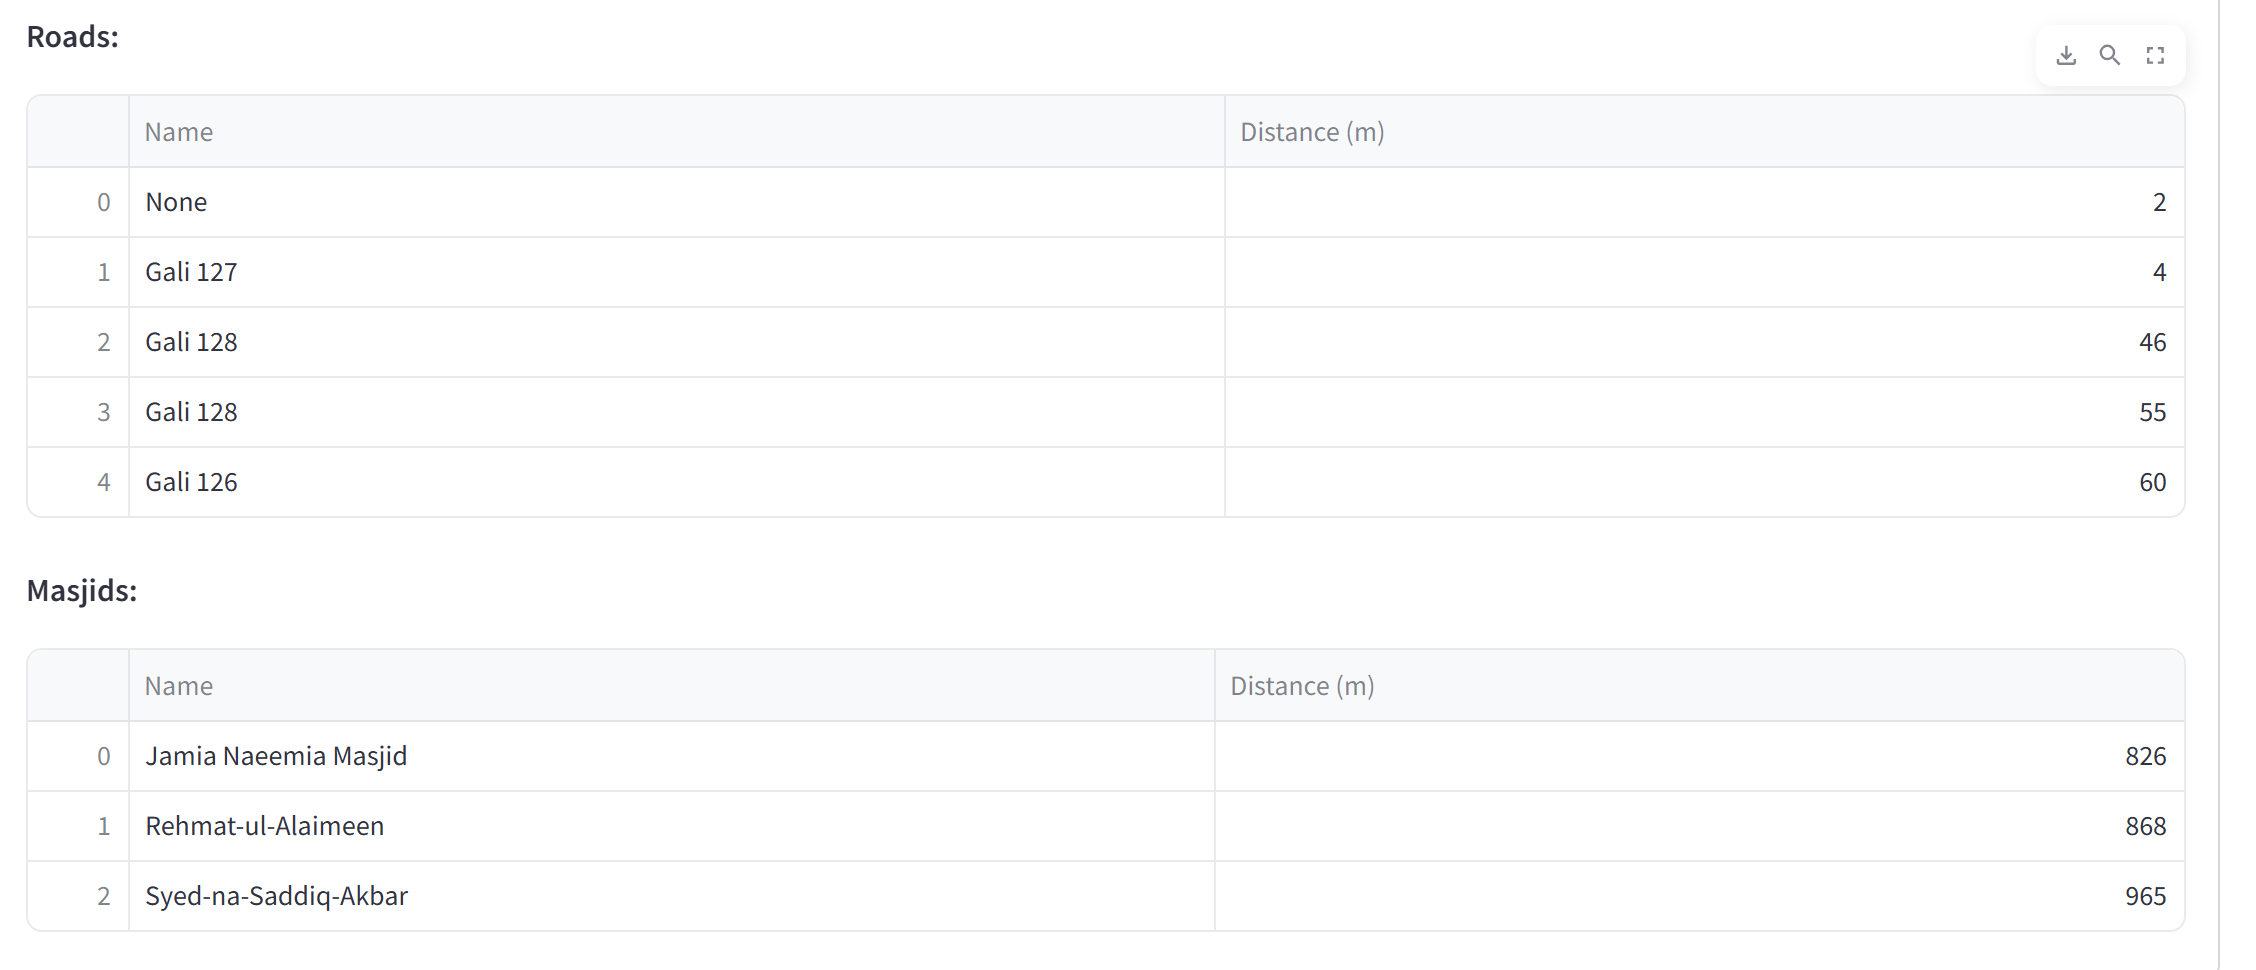 Roads:
Name Distance (m)
0 None 2
1 Gali 127 4
2 Gali 128 46
3 Gali 128 55
4 Gali 126 60
Masjids:
Name Distance (m)
0 Jamia Naeemia Masjid 826
1 Rehmat-ul-Alaimeen 868
2 Syed-na-Saddiq-Akbar 965